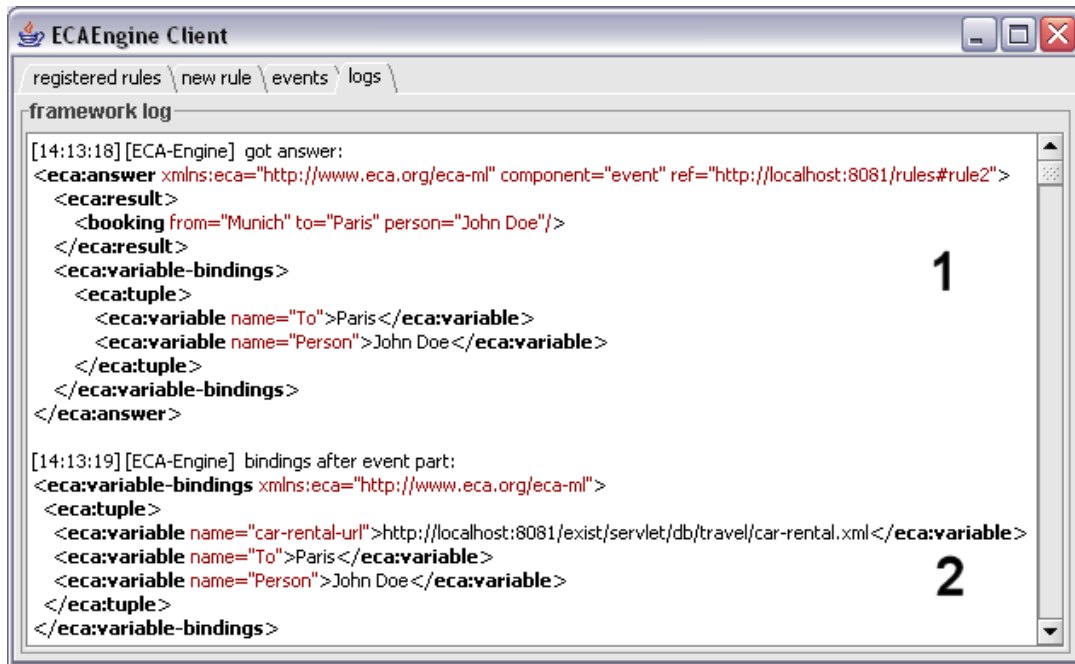 ECAEngine Client
registered rules new rule events logs
framework log
[14:13:18] [ECA-Engine] got answer:
<eca:answer xmlns:eca="http://www.eca.org/eca-ml" component="event" ref="http://localhost:8081/rules#rule2">
<eca:result>
<booking from="Munich" to="Paris" person="John Doe"/>
</eca:result>
<eca:variable-bindings>
<eca:tuple>
<eca:variable name="To">Paris</eca:variable>
<eca:variable name="Person">John Doe</eca:variable>
</eca:tuple>
</eca:variable-bindings>
</eca:answer>
1
[14:13:19] [ECA-Engine] bindings after event part:
<eca:variable-bindings xmlns:eca="http://www.eca.org/eca-ml">
<eca:tuple>
<eca:variable name="car-rental-url">http://localhost:8081/exist/servlet/db/travel/car-rental.xml</eca:variable>
<eca:variable name="To">Paris</eca:variable>
<eca:variable name="Person">John Doe</eca:variable>
</eca:tuple>
</eca:variable-bindings>
2